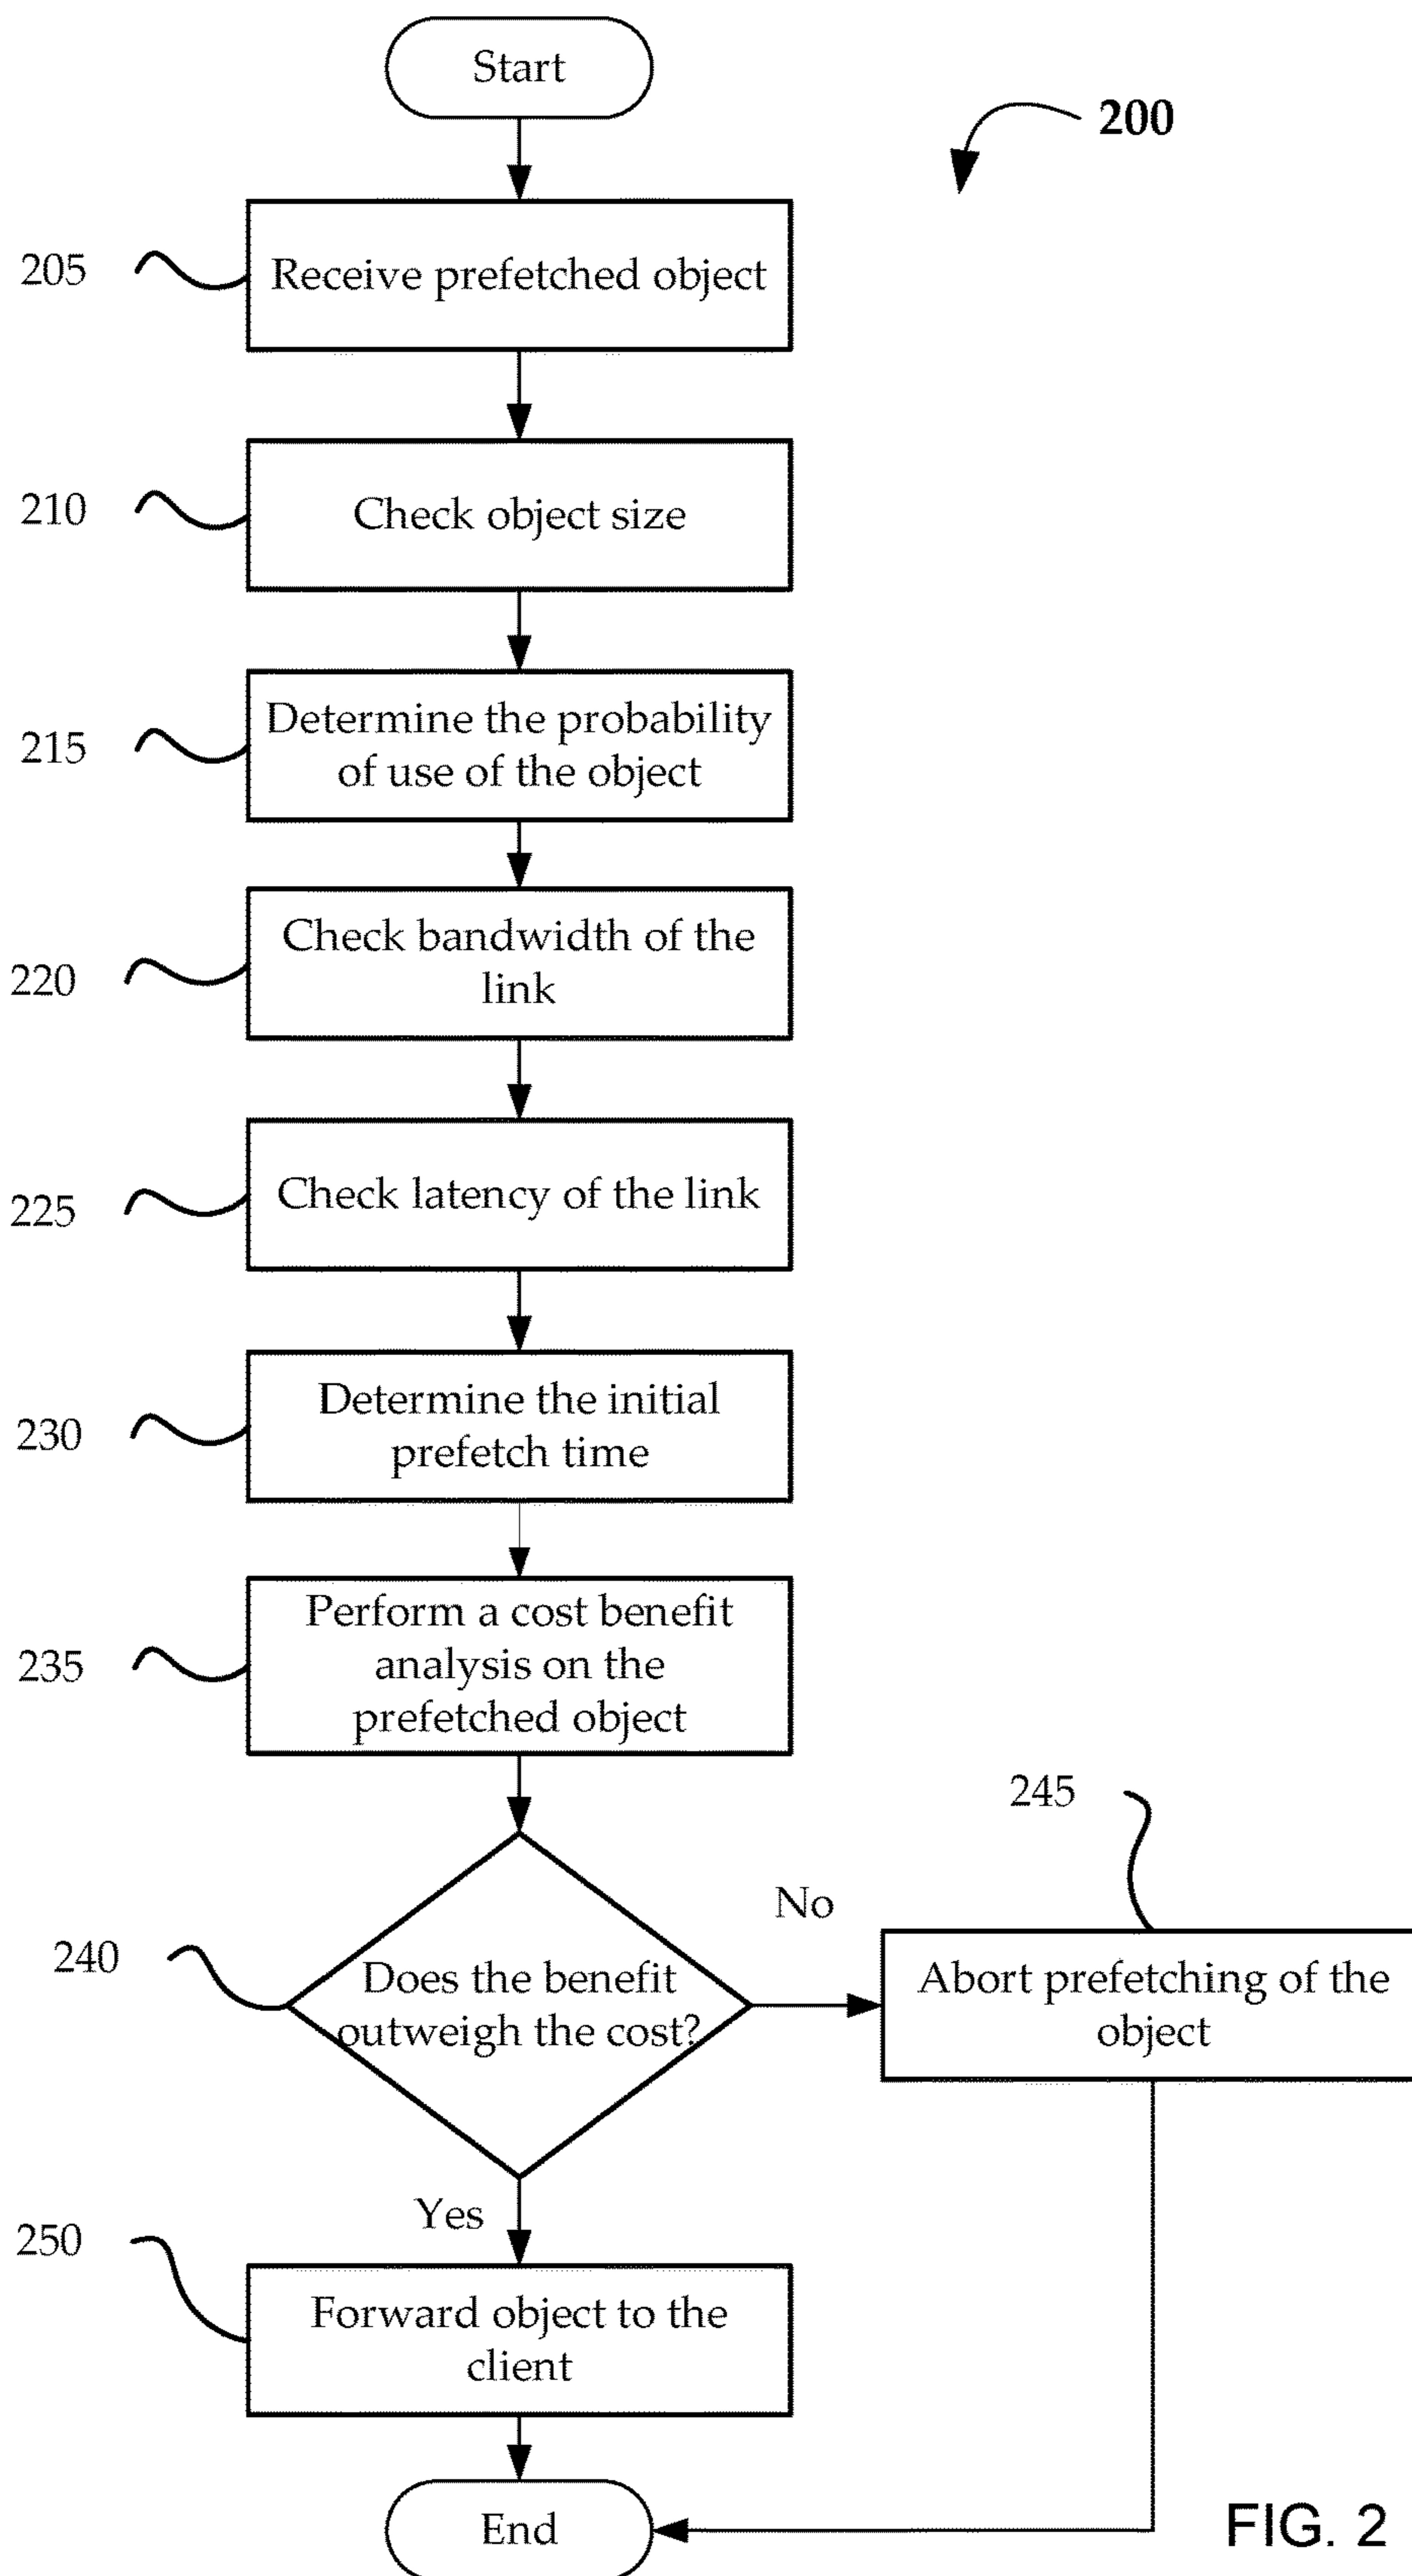 Start
200
205
Receive prefetched object
210
Check object size
215
Determine the probability
of use of the object
220
Check bandwidth of the
link
225
Check latency of the link
230
Determine the initial
prefetch time
235
Perform a cost benefit
analysis on the
prefetched object
240
Does the benefit
outweigh the cost?
No
245
Abort prefetching of the
object
Yes
250
Forward object to the
client
End
FIG. 2